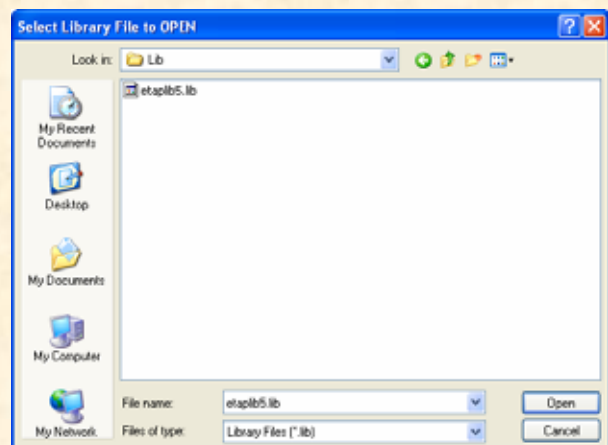 Select Library File to OPEN
Look in:
Lib
etaplib5.lib
My Recent
Documents
Desktop
My Documents
My Computer
My Network
File name:
etaplib5.lib
Open
Files of type:
Library Files (*.lib)
Cancel